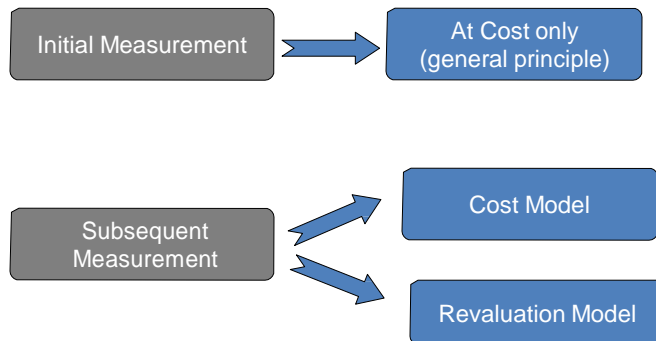 Initial Measurement
At Cost only
(general principle)
Cost Model
Subsequent
Measurement
Revaluation Model